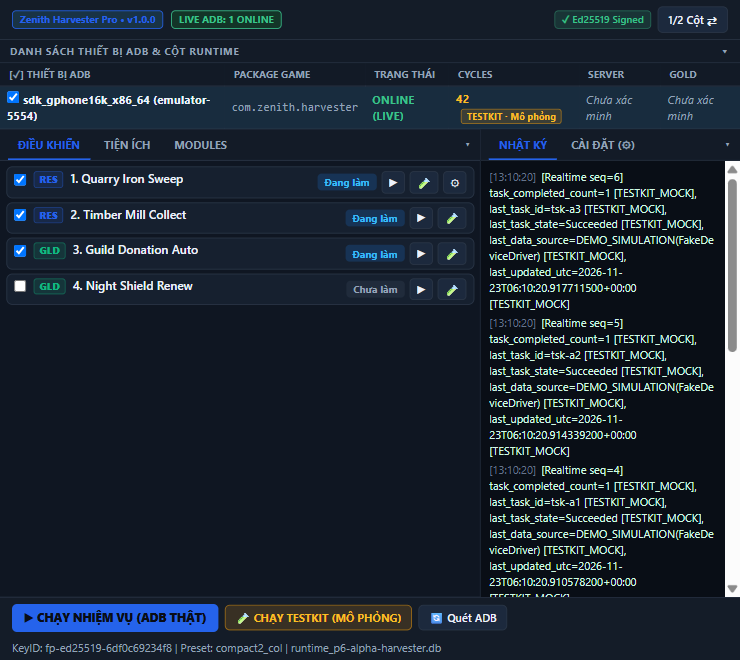 Zenith Harvester Pro • v1.0.0
LIVE ADB: 1 ONLINE
✓ Ed25519 Signed
1/2 Cột ⇄
DANH SÁCH THIẾT BỊ ADB & CỘT RUNTIME
[✓] THIẾT BỊ ADB PACKAGE GAME TRẠNG THÁI CYCLES SERVER GOLD
sdk_gphone16k_x86_64 (emulator-
5554)
com.zenith.harvester
ONLINE
(LIVE)
42
TESTKIT · Mô phỏng
Chưa xác
minh
Chưa xác
minh
ĐIỀU KHIỂN TIỆN ÍCH MODULES
RES 1. Quarry Iron Sweep Đang làm
RES 2. Timber Mill Collect Đang làm
GLD 3. Guild Donation Auto Đang làm
GLD 4. Night Shield Renew Chưa làm
NHẬT KÝ CÀI ĐẶT (⚙)
[13:10:20] [Realtime seq=6]
task_completed_count=1 [TESTKIT_MOCK],
last_task_id=tsk-a3 [TESTKIT_MOCK],
last_task_state=Succeeded [TESTKIT_MOCK],
last_data_source=DEMO_SIMULATION(FakeDe
viceDriver) [TESTKIT_MOCK],
last_updated_utc=2026-11-
23T06:10:20.917711500+00:00
[TESTKIT_MOCK]
[13:10:20] [Realtime seq=5]
task_completed_count=1 [TESTKIT_MOCK],
last_task_id=tsk-a2 [TESTKIT_MOCK],
last_task_state=Succeeded [TESTKIT_MOCK],
last_data_source=DEMO_SIMULATION(FakeDe
viceDriver) [TESTKIT_MOCK],
last_updated_utc=2026-11-
23T06:10:20.914339200+00:00
[TESTKIT_MOCK]
[13:10:20] [Realtime seq=4]
task_completed_count=1 [TESTKIT_MOCK],
last_task_id=tsk-a1 [TESTKIT_MOCK],
last_task_state=Succeeded [TESTKIT_MOCK],
last_data_source=DEMO_SIMULATION(FakeDe
viceDriver) [TESTKIT_MOCK],
last_updated_utc=2026-11-
23T06:10:20.910578200+00:00
[TESTKIT_MOCK]
▶ CHẠY NHIỆM VỤ (ADB THẬT)
CHẠY TESTKIT (MÔ PHỎNG)
Quét ADB
KeyID: fp-ed25519-6df0c69234f8 | Preset: compact2_col | runtime_p6-alpha-harvester.db